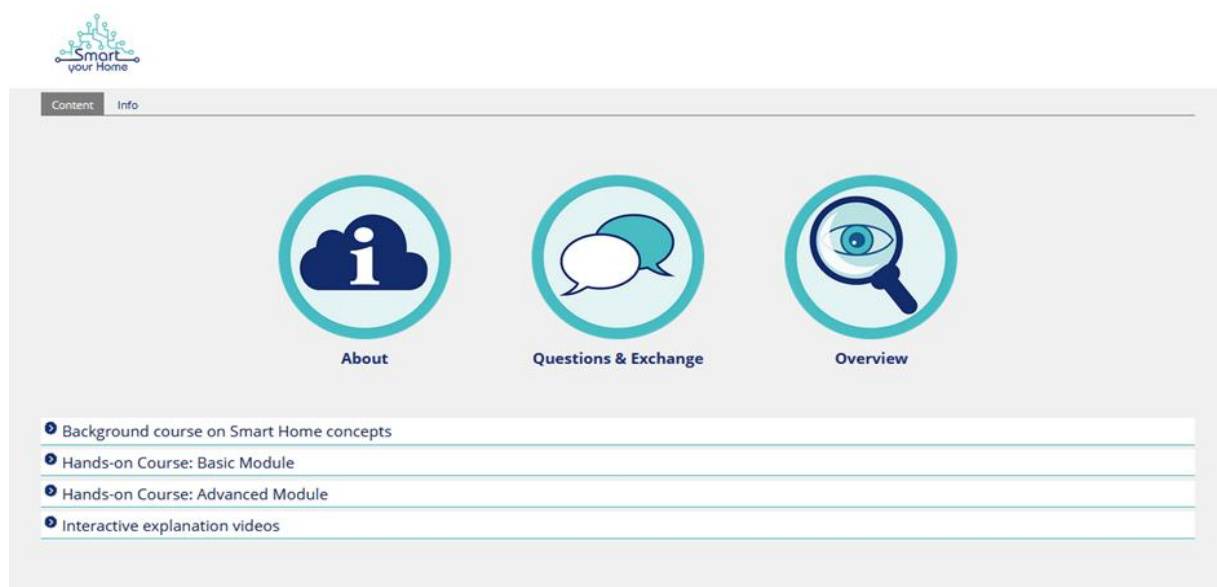 Smart
your Home
Content Info
i
About Questions & Exchange Overview
Background course on Smart Home concepts
Hands-on Course: Basic Module
Hands-on Course: Advanced Module
Interactive explanation videos